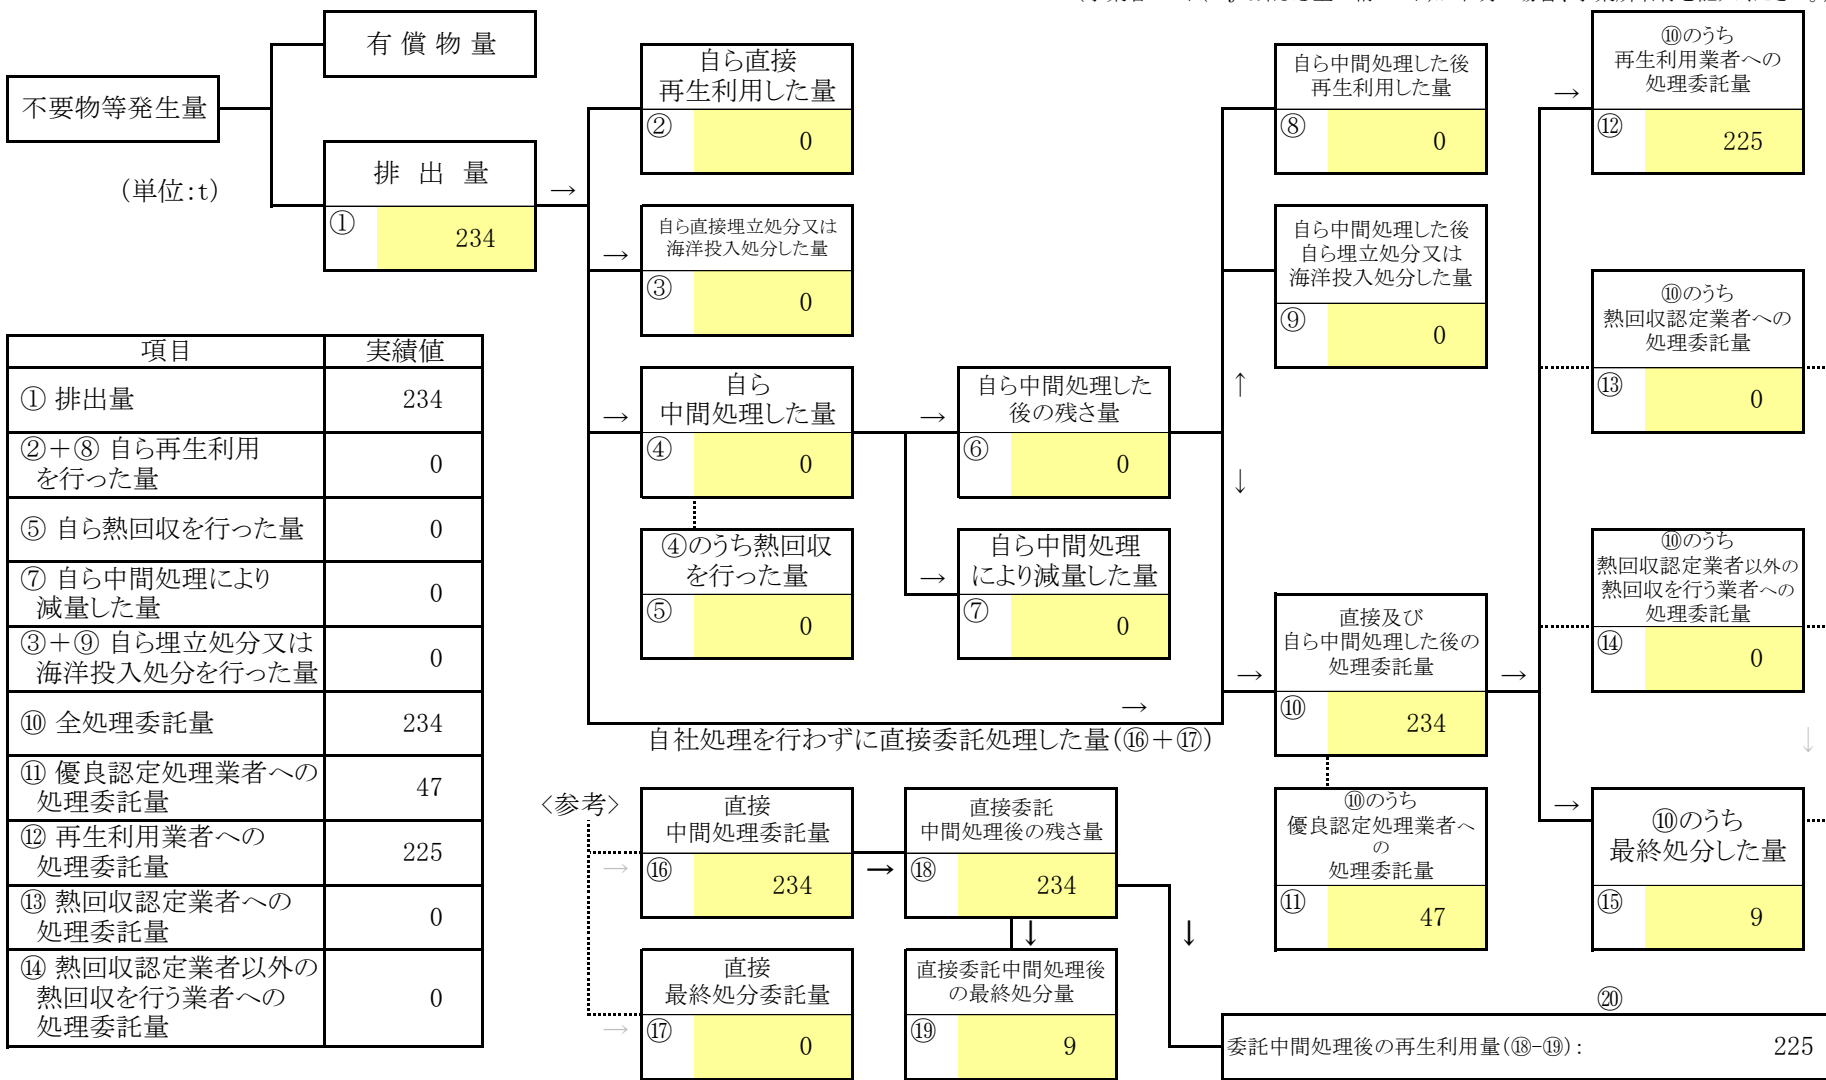 有 償 物 量
不要物等発生量
排 出 量
① 234
(単位:t)
→
自ら直接
再生利用した量
② 0
→
自ら直接埋立処分又は
海洋投入処分した量
③ 0
→
自ら
中間処理した量
④ 0
④のうち熱回収
を行った量
⑤ 0
→
自ら中間処理した
後の残さ量
⑥ 0
→
自ら中間処理
により減量した量
⑦ 0
自ら中間処理した後
再生利用した量
⑧ 0
自ら中間処理した後
自ら埋立処分又は
海洋投入処分した量
⑨ 0
↑
↓
→
直接及び
自ら中間処理した後の
処理委託量
⑩ 234
→
⑩のうち
優良認定処理業者へ
の
処理委託量
⑪ 47
→
⑩のうち
再生利用業者への
処理委託量
⑫ 225
⑩のうち
熱回収認定業者への
処理委託量
⑬ 0
⑩のうち
熱回収認定業者以外の
熱回収を行う業者への
処理委託量
⑭ 0
↓
→
⑩のうち
最終処分した量
⑮ 9
→
自社処理を行わずに直接委託処理した量(⑯+⑰)
項目 実績値
① 排出量 234
②+⑧ 自ら再生利用
を行った量 0
⑤ 自ら熱回収を行った量 0
⑦ 自ら中間処理により
減量した量 0
③+⑨ 自ら埋立処分又は
海洋投入処分を行った量 0
⑩ 全処理委託量 234
⑪ 優良認定処理業者への
処理委託量 47
⑫ 再生利用業者への
処理委託量 225
⑬ 熱回収認定業者への
処理委託量 0
⑭ 熱回収認定業者以外の
熱回収を行う業者への
処理委託量 0
〈参考〉
→
直接
中間処理委託量
⑯ 234
→
直接委託
中間処理後の残さ量
⑱ 234
→
直接
最終処分委託量
⑰ 0
↓
直接委託中間処理後
の最終処分量
⑲ 9
↓
⑳
委託中間処理後の再生利用量(⑱-⑲): 225